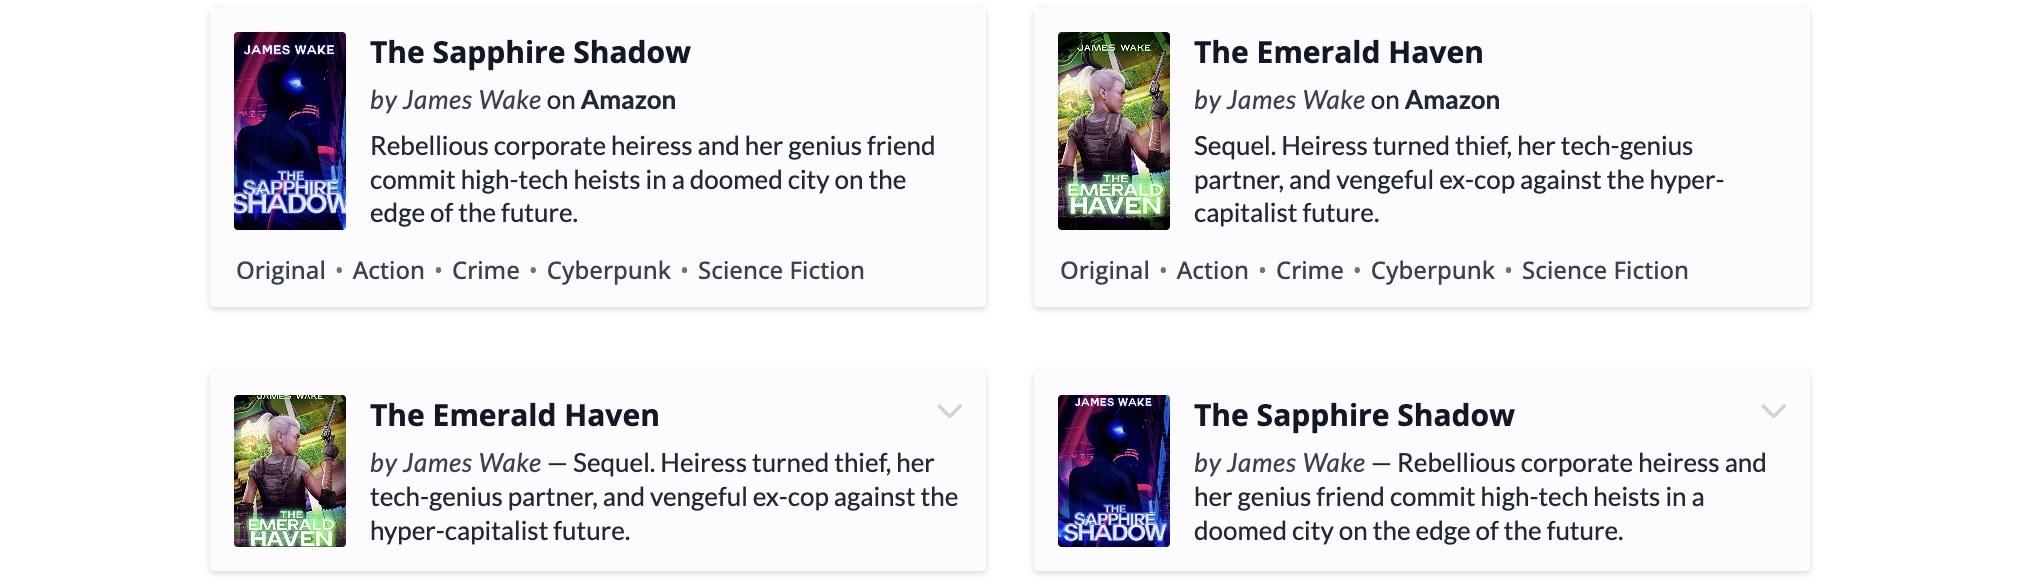 JAMES WAKE
THE
SAPPHIRE
SHADOW
The Sapphire Shadow
by James Wake on Amazon
Rebellious corporate heiress and her genius friend
commit high-tech heists in a doomed city on the
edge of the future.
Original • Action • Crime • Cyberpunk • Science Fiction
JAMES WAKE
THE
EMERALD
HAVEN
The Emerald Haven
by James Wake on Amazon
Sequel. Heiress turned thief, her tech-genius
partner, and vengeful ex-cop against the hyper-
capitalist future.
Original • Action • Crime • Cyberpunk • Science Fiction
JAMES WAKE
THE
EMERALD
HAVEN
The Emerald Haven
by James Wake — Sequel. Heiress turned thief, her
tech-genius partner, and vengeful ex-cop against the
hyper-capitalist future.
JAMES WAKE
THE
SAPPHIRE
SHADOW
The Sapphire Shadow
by James Wake — Rebellious corporate heiress and
her genius friend commit high-tech heists in a
doomed city on the edge of the future.